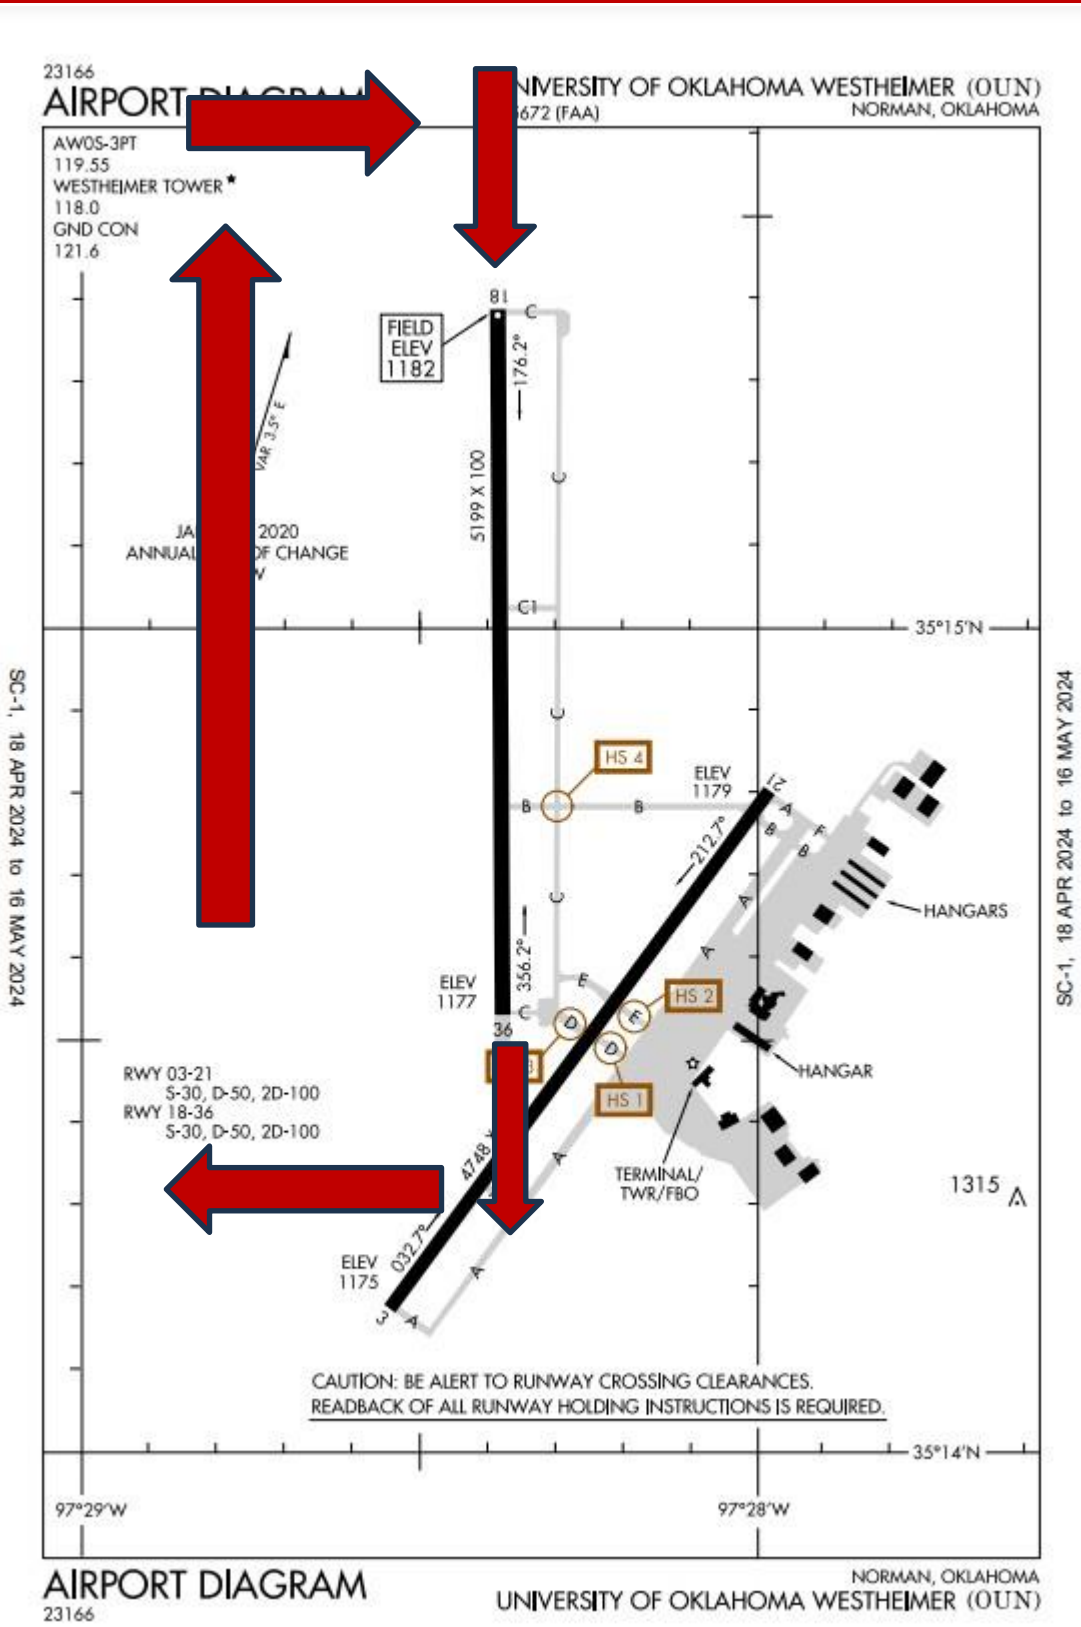 23166
AIRPORT DIAGRAM
NIVERSITY OF OKLAHOMA WESTHEIMER (OUN)
672 (FAA)
NORMAN, OKLAHOMA
AWOS-3PT
119.55
WESTHEIMER TOWER★
118.0
GND CON
121.6
18
C
FIELD
ELEV
1182
176.2°
VAR 3.5° E
5199 X 100
C
2020
ANNUAL
OF CHANGE
C1
35°15'N
SC-1, 18 APR 2024 to 16 MAY 2024
SC-1, 18 APR 2024 to 16 MAY 2024
C
HS 4
ELEV
1179
21
B
B
A
F
B
B
212.7°
C
A
HANGARS
356.2°
A
ELEV
1177
E
HS 2
C
D
E
36
D
3
HS 1
HANGAR
RWY 03-21
S-30, D-50, 2D-100
RWY 18-36
S-30, D-50, 2D-100
4748 X
A
TERMINAL/
TWR/FBO
1315
032.7°
ELEV
1175
A
3
A
CAUTION: BE ALERT TO RUNWAY CROSSING CLEARANCES.
READBACK OF ALL RUNWAY HOLDING INSTRUCTIONS IS REQUIRED.
35°14'N
97°29'W
97°28'W
AIRPORT DIAGRAM
23166
NORMAN, OKLAHOMA
UNIVERSITY OF OKLAHOMA WESTHEIMER (OUN)